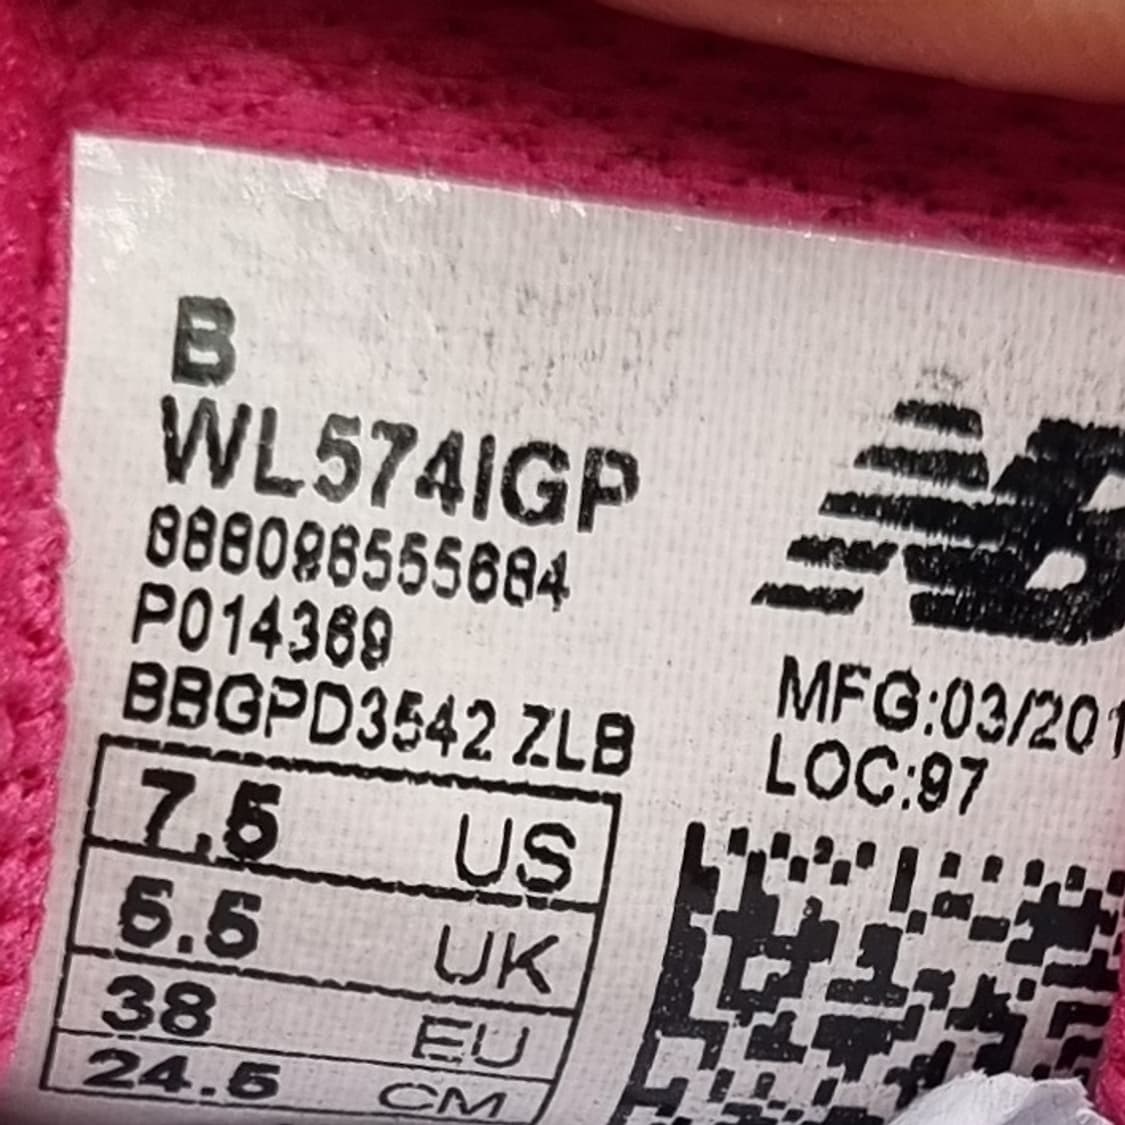 B
WL574IGP
888098555684
P014369
BBGPD3542 ZLB
7.5 US
5.5 UK
38 EU
24.5 CM
MFG:03/201
LOC:97